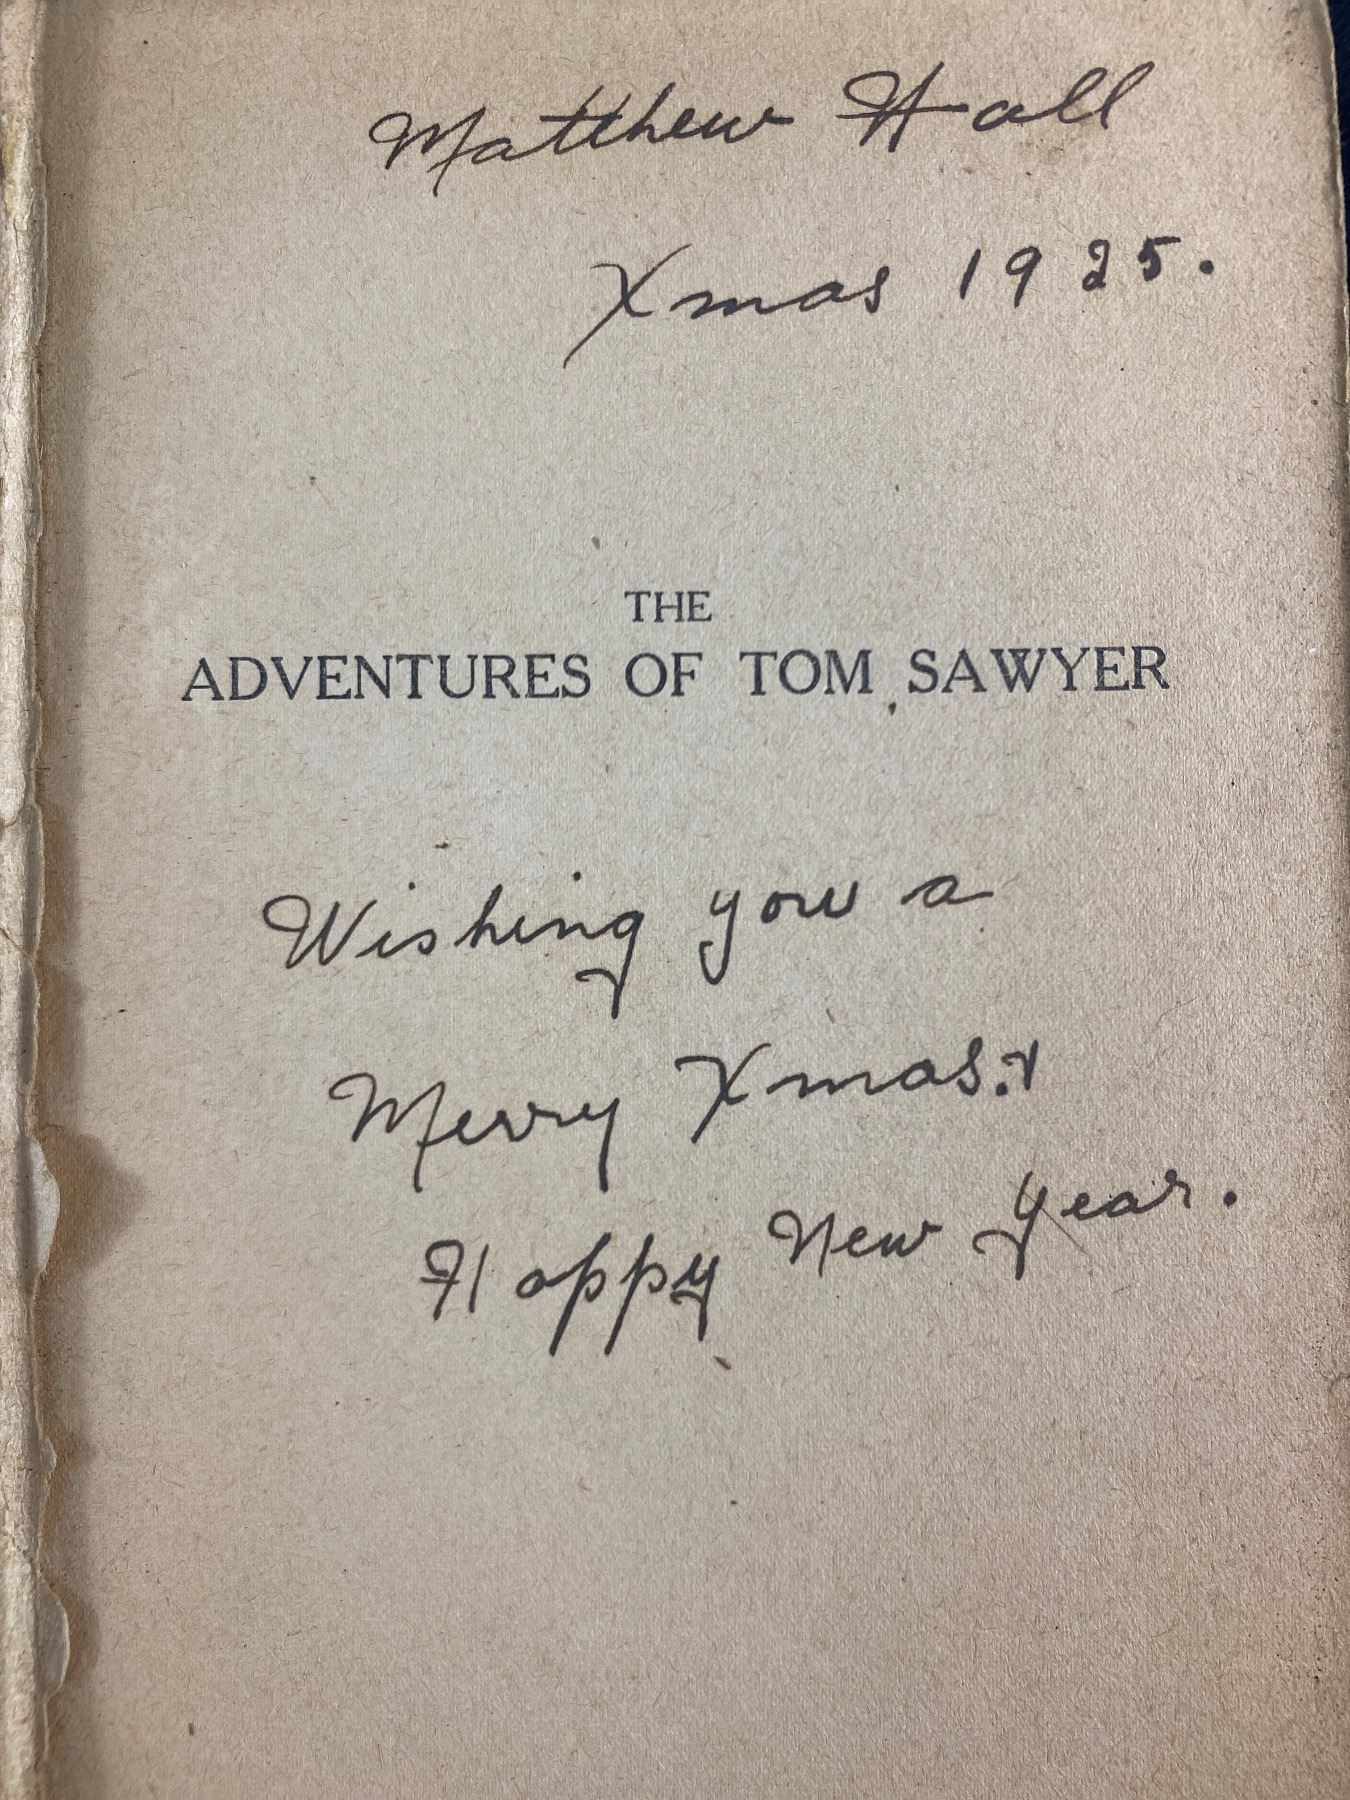 Matthew Hall
Xmas 1925.
THE
ADVENTURES OF TOM SAWYER
Wishing you a
Merry Xmas. &
Happy New Year.